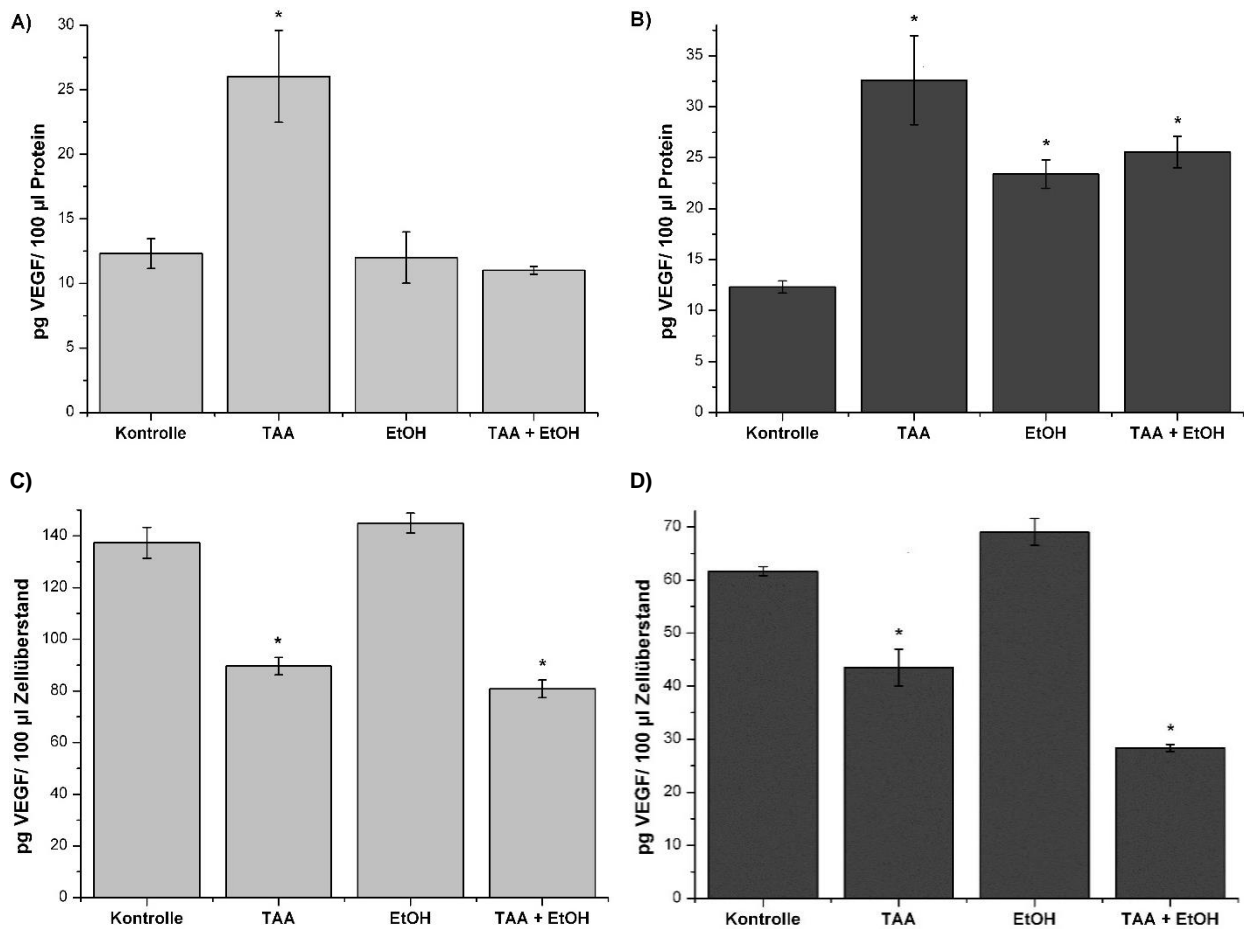 A)
pg VEGF/ 100 µl Protein
30
25
20
15
10
5
0
*
Kontrolle TAA EtOH TAA + EtOH
B)
pg VEGF/ 100 µl Protein
35
30
25
20
15
10
5
0
* * *
Kontrolle TAA EtOH TAA + EtOH
C)
pg VEGF/ 100 µl Zellüberstand
140
120
100
80
60
40
20
0
* *
Kontrolle TAA EtOH TAA + EtOH
D)
pg VEGF/ 100 µl Zellüberstand
70
60
50
40
30
20
10
0
* *
Kontrolle TAA EtOH TAA + EtOH